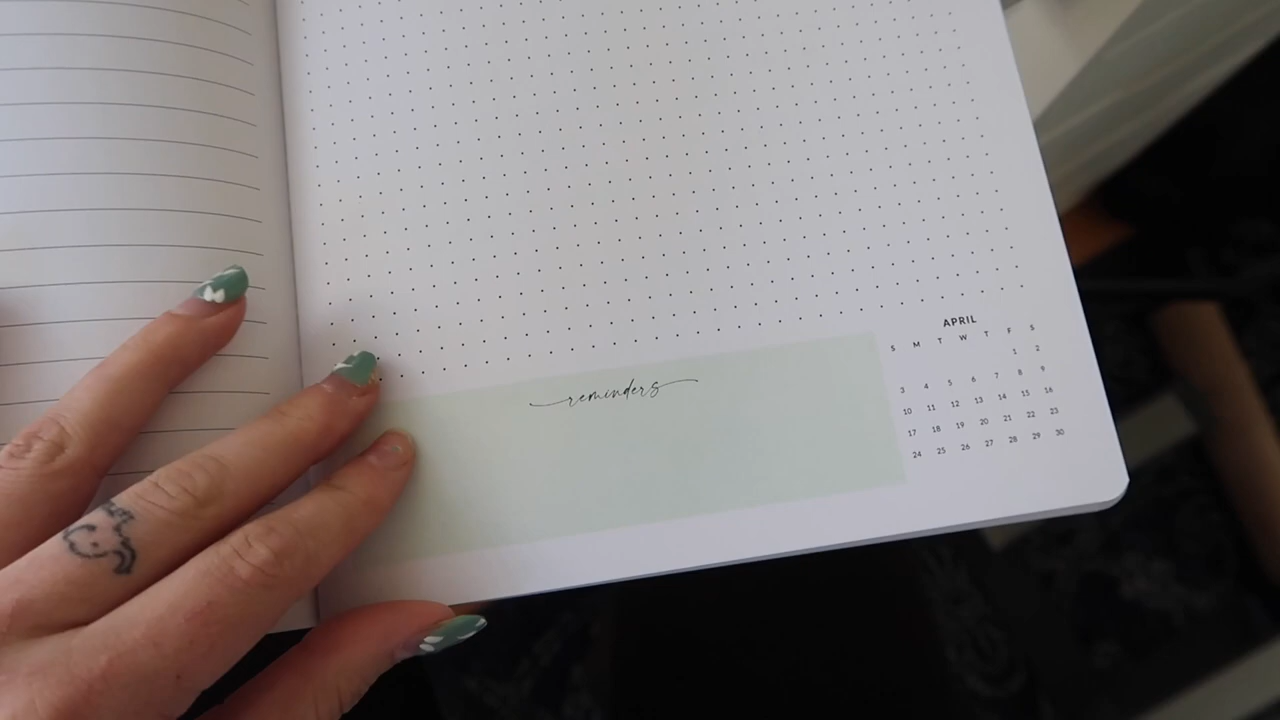 reminders
APRIL
S M T W T F S
1 2
3 4 5 6 7 8 9
10 11 12 13 14 15 16
17 18 19 20 21 22 23
24 25 26 27 28 29 30